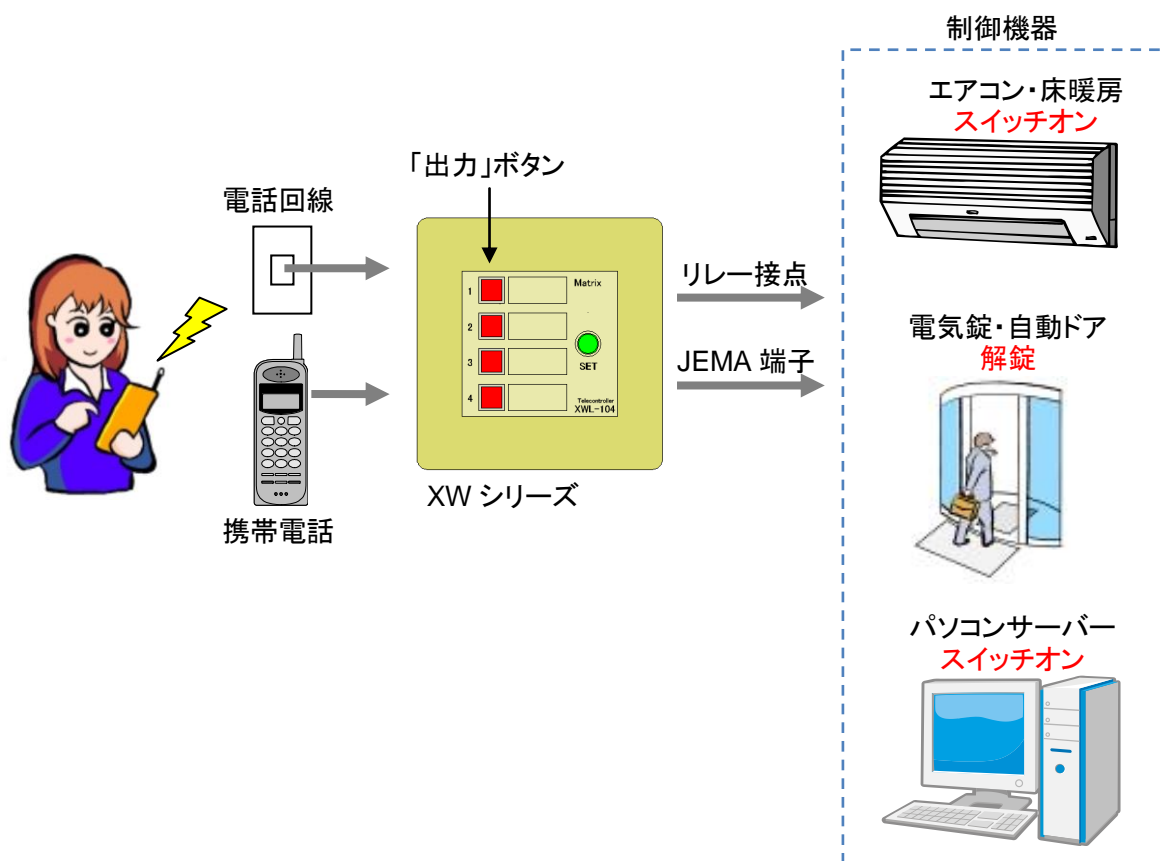 制御機器
エアコン・床暖房
スイッチオン
「出力」ボタン
電話回線
1
Matrix
2
3
SET
4
Telecontroller
XWL-104
リレー接点
JEMA 端子
電気錠・自動ドア
解錠
XW シリーズ
携帯電話
パソコンサーバー
スイッチオン